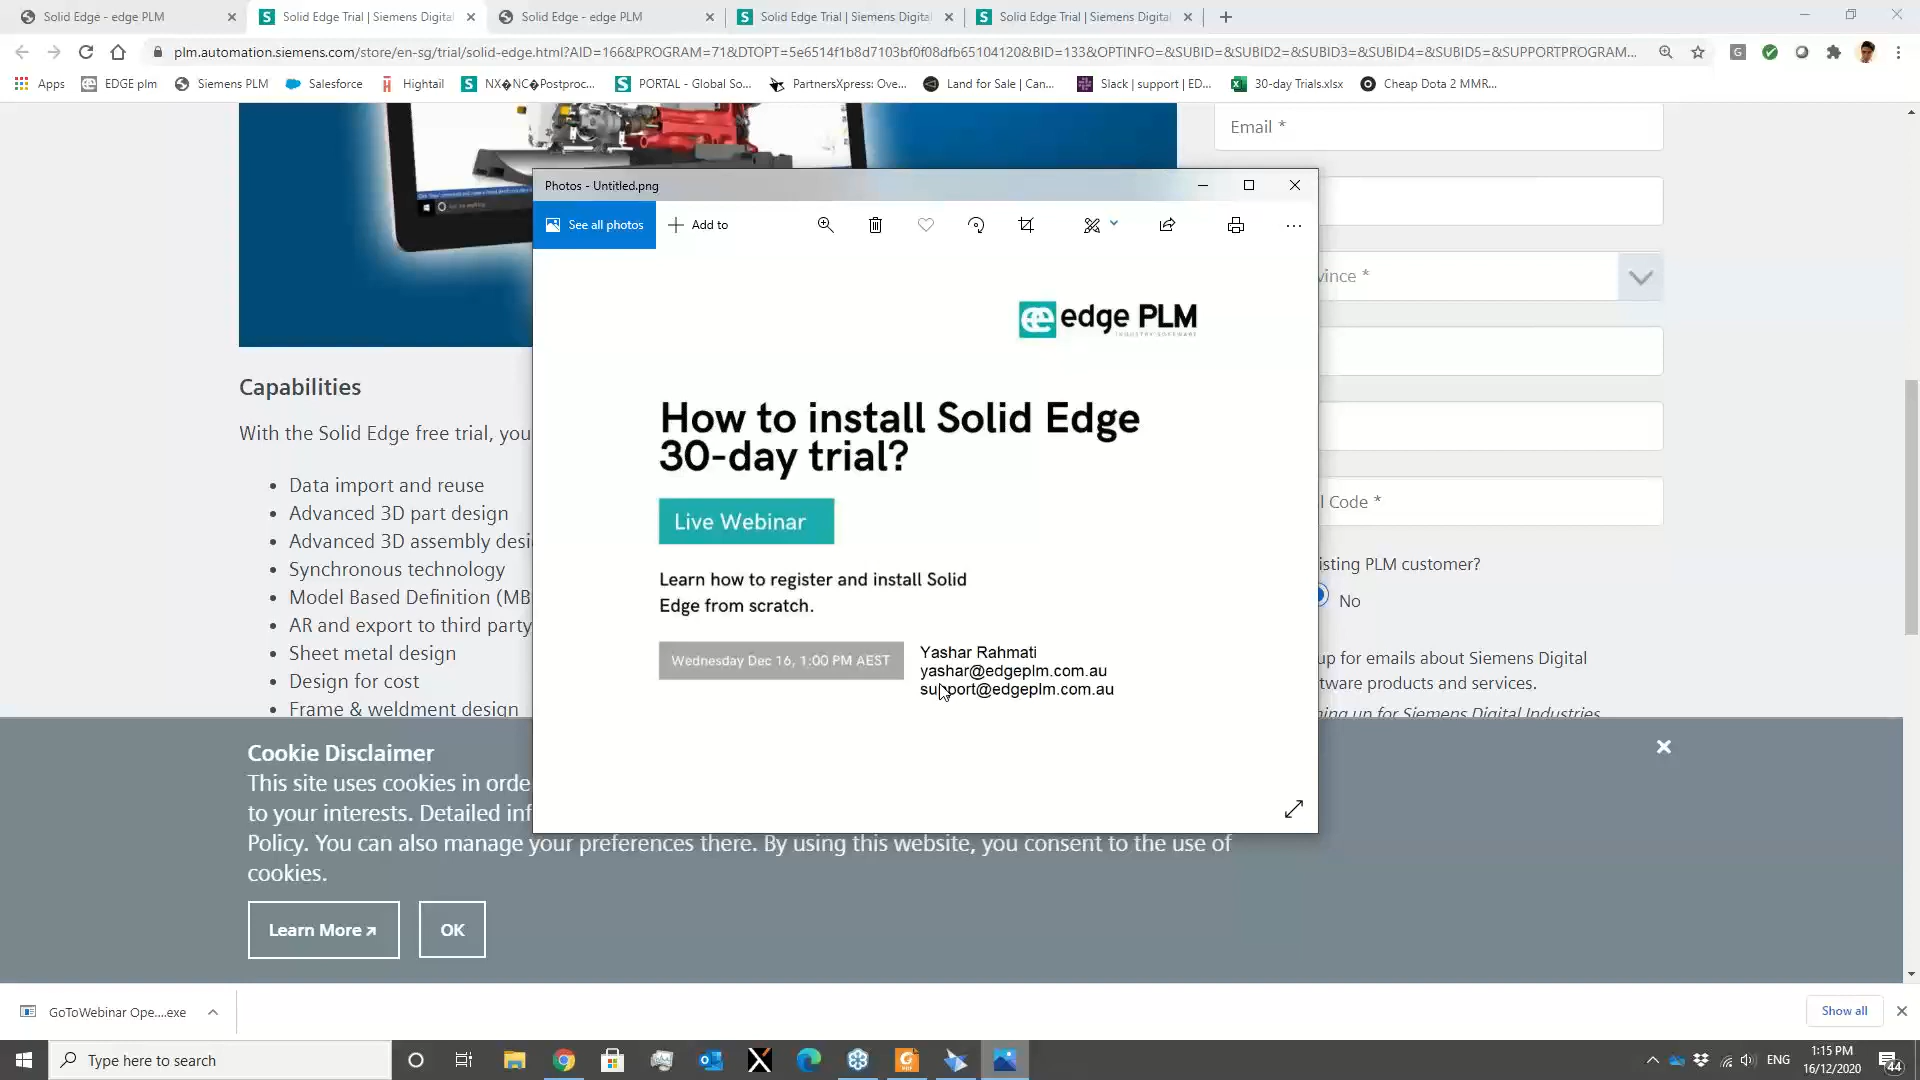 Solid Edge - edge PLM
Solid Edge Trial | Siemens Digital
Solid Edge - edge PLM
Solid Edge Trial | Siemens Digital
Solid Edge Trial | Siemens Digital
plm.automation.siemens.com/store/en-sg/trial/solid-edge.html?AID=166&PROGRAM=71&DTOPT=5e6514f1b8d7103bf0f08dfb65104120&BID=133&OPTINFO=&SUBID=&SUBID2=&SUBID3=&SUBID4=&SUBID5=&SUPPORTPROGRAM...
Apps
EDGE plm
Siemens PLM
Salesforce
Hightail
NX�NC�Postproc...
PORTAL - Global So...
PartnersXpress: Ove...
Land for Sale | Can...
Slack | support | ED...
30-day Trials.xlsx
Cheap Dota 2 MMR...
Email *
Photos - Untitled.png
See all photos
Add to
vince *
edge PLM
INDUSTRY SOFTWARE
How to install Solid Edge
30-day trial?
Live Webinar
Learn how to register and install Solid
Edge from scratch.
Wednesday Dec 16, 1:00 PM AEST
Yashar Rahmati
yashar@edgeplm.com.au
support@edgeplm.com.au
Capabilities
With the Solid Edge free trial, you
Data import and reuse
Advanced 3D part design
Advanced 3D assembly desi
Synchronous technology
Model Based Definition (MB
AR and export to third party
Sheet metal design
Design for cost
Frame & weldment design
l Code *
isting PLM customer?
No
up for emails about Siemens Digital
tware products and services.
ning up for Siemens Digital Industries
Cookie Disclaimer
This site uses cookies in orde
to your interests. Detailed inf
Policy. You can also manage your preferences there. By using this website, you consent to the use of
cookies.
Learn More
OK
GoToWebinar Ope....exe
Show all
Type here to search
ENG
1:15 PM
16/12/2020
44